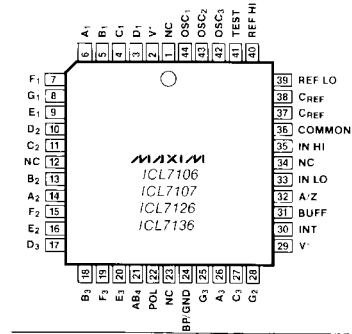 A1 B1 C1 D1 V+ NC OSC1 OSC2 OSC3 TEST REF HI
6 5 4 3 2 1 44 43 42 41 40
F1 7
G1 8
E1 9
D2 10
C2 11
NC 12
B2 13
A2 14
F2 15
E2 16
D3 17
MAXIM
ICL7106
ICL7107
ICL7126
ICL7136
39 REF LO
38 CREF
37 CREF
36 COMMON
35 IN HI
34 NC
33 IN LO
32 A/Z
31 BUFF
30 INT
29 V-
18 19 20 21 22 23 24 25 26 27 28
B3 F3 E3 AB4 POL NC BP/GND G3 A3 C3 G2